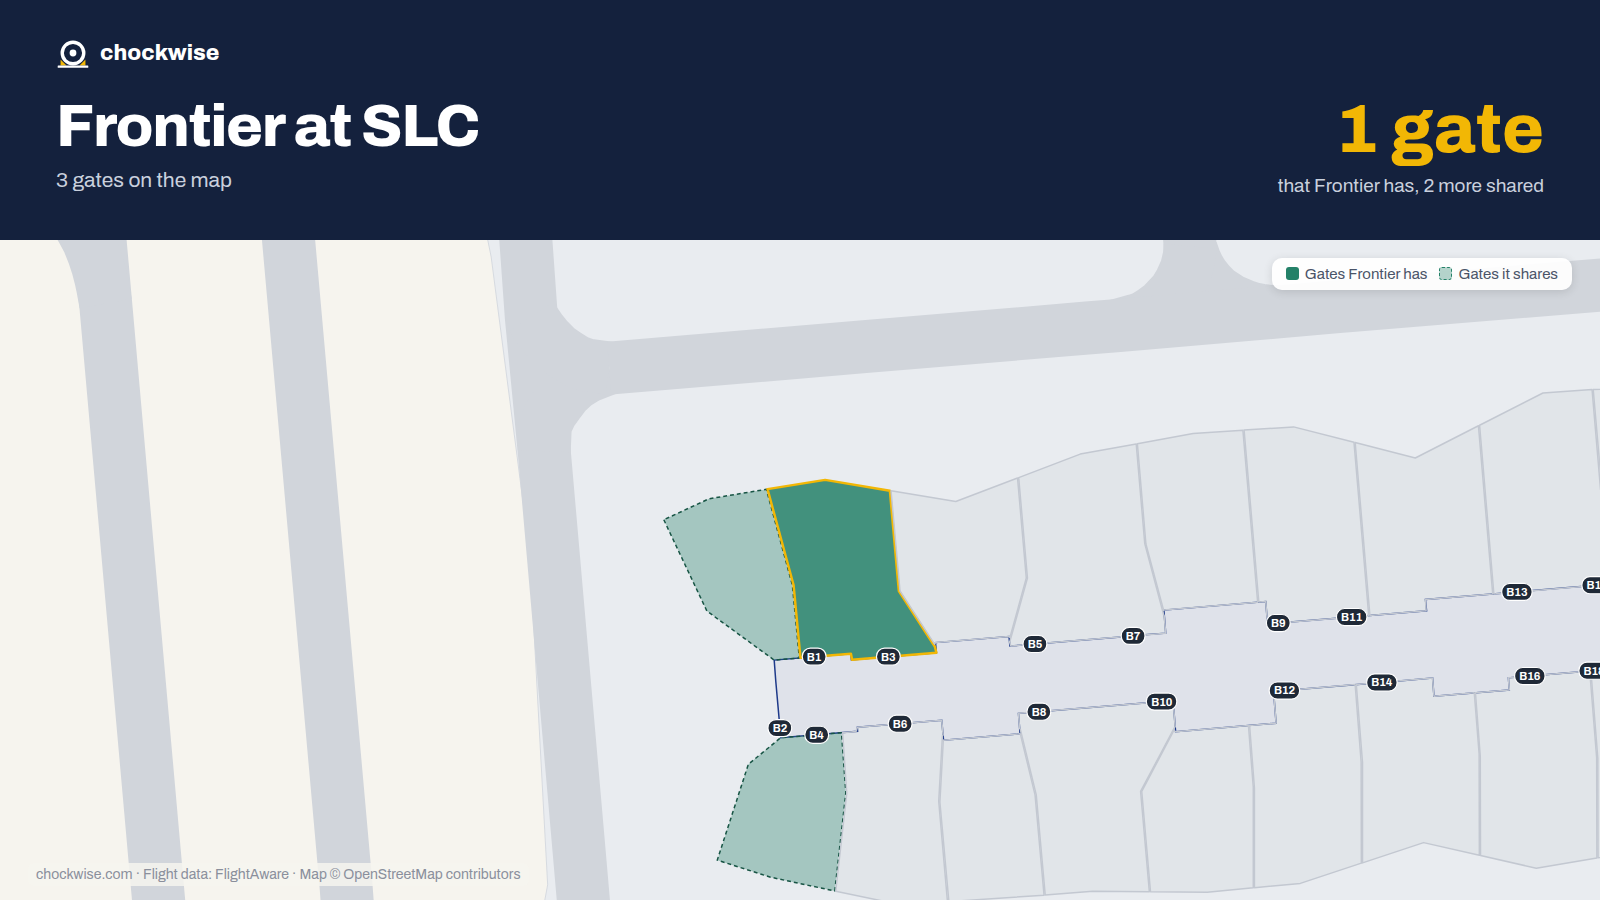 chockwise
Frontier at SLC
3 gates on the map
1 gate
that Frontier has, 2 more shared
Gates Frontier has
Gates it shares
B13
B9
B11
B5
B7
B1
B3
B12
B14
B16
B10
B8
B6
B2
B4
chockwise.com · Flight data: FlightAware · Map © OpenStreetMap contributors